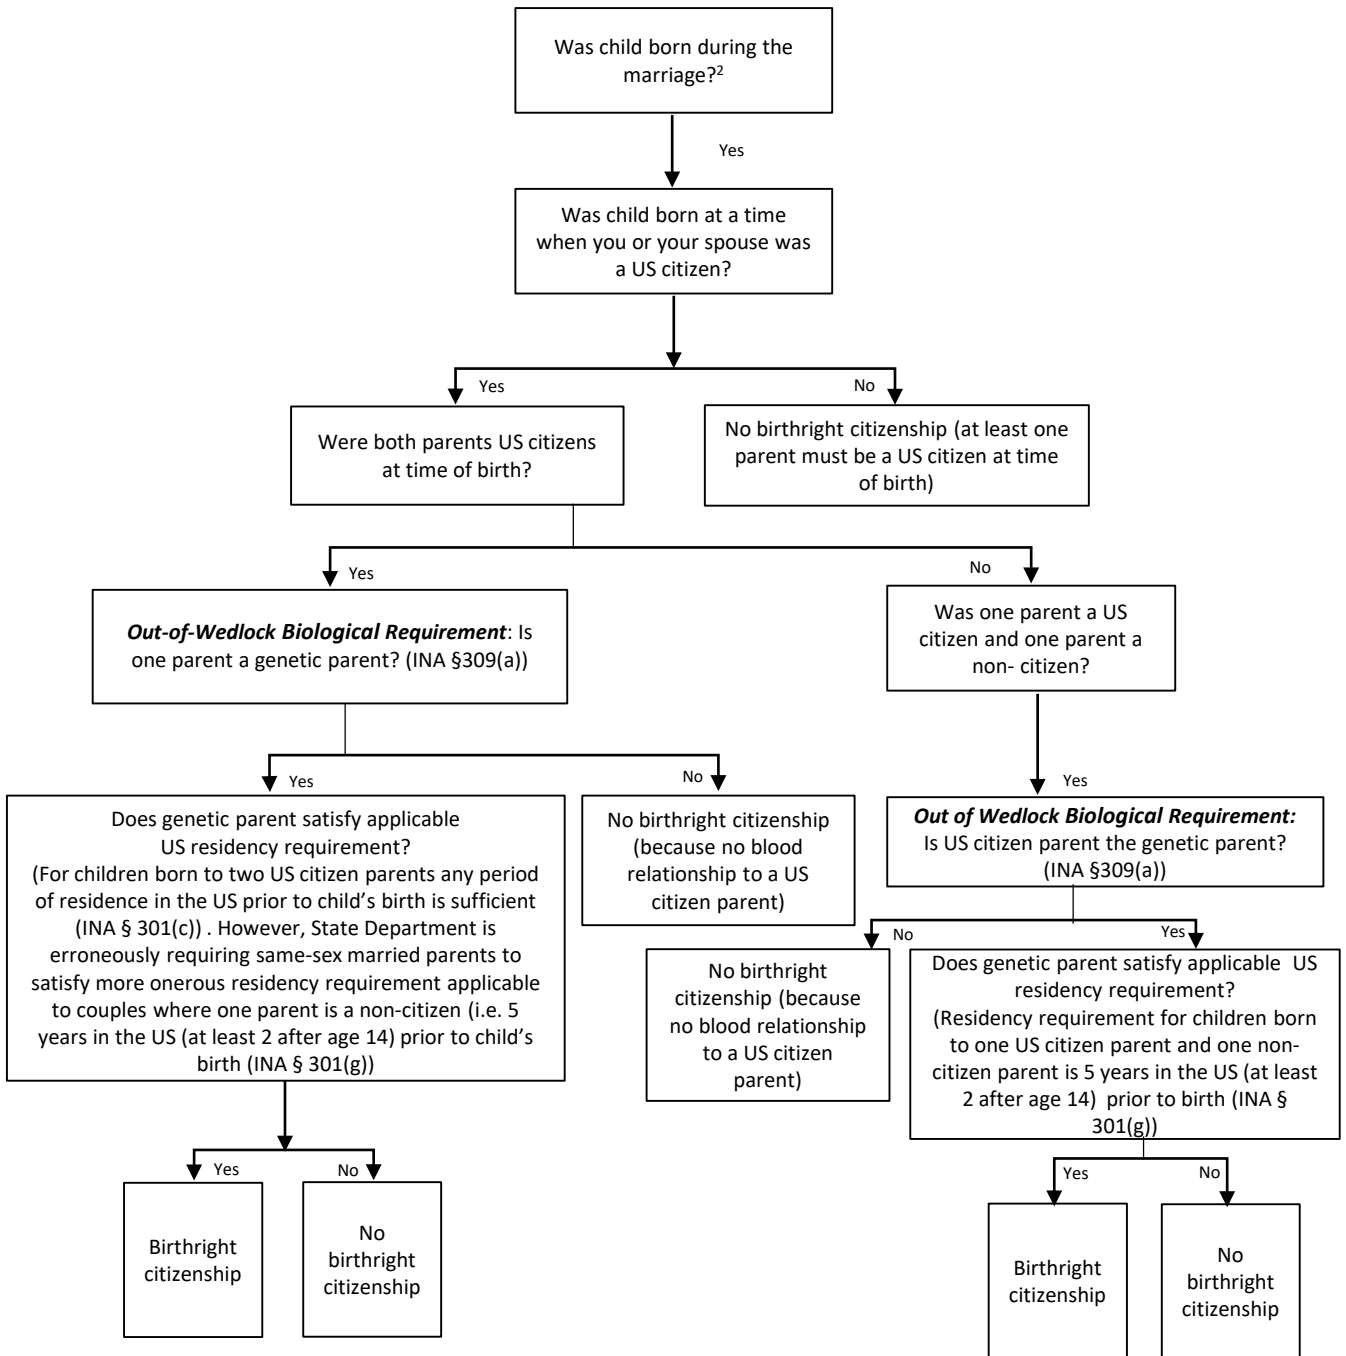 Was child born during the
marriage?2
Yes
Was child born at a time
when you or your spouse was
a US citizen?
Yes
No
Were both parents US citizens
at time of birth?
No birthright citizenship (at least one
parent must be a US citizen at time
of birth)
Yes
No
Out-of-Wedlock Biological Requirement: Is
one parent a genetic parent? (INA §309(a))
Was one parent a US
citizen and one parent a
non- citizen?
Yes
No
Yes
Does genetic parent satisfy applicable
US residency requirement?
(For children born to two US citizen parents any period
of residence in the US prior to child’s birth is sufficient
(INA § 301(c)) . However, State Department is
erroneously requiring same-sex married parents to
satisfy more onerous residency requirement applicable
to couples where one parent is a non-citizen (i.e. 5
years in the US (at least 2 after age 14) prior to child’s
birth (INA § 301(g))
No birthright citizenship
(because no blood
relationship to a US
citizen parent)
Out of Wedlock Biological Requirement:
Is US citizen parent the genetic parent?
(INA §309(a))
No
Yes
No birthright
citizenship (because
no blood relationship
to a US citizen
parent)
Does genetic parent satisfy applicable US
residency requirement?
(Residency requirement for children born
to one US citizen parent and one non-
citizen parent is 5 years in the US (at least
2 after age 14) prior to birth (INA §
301(g))
Yes
No
Yes
No
Birthright
citizenship
No
birthright
citizenship
Birthright
citizenship
No
birthright
citizenship